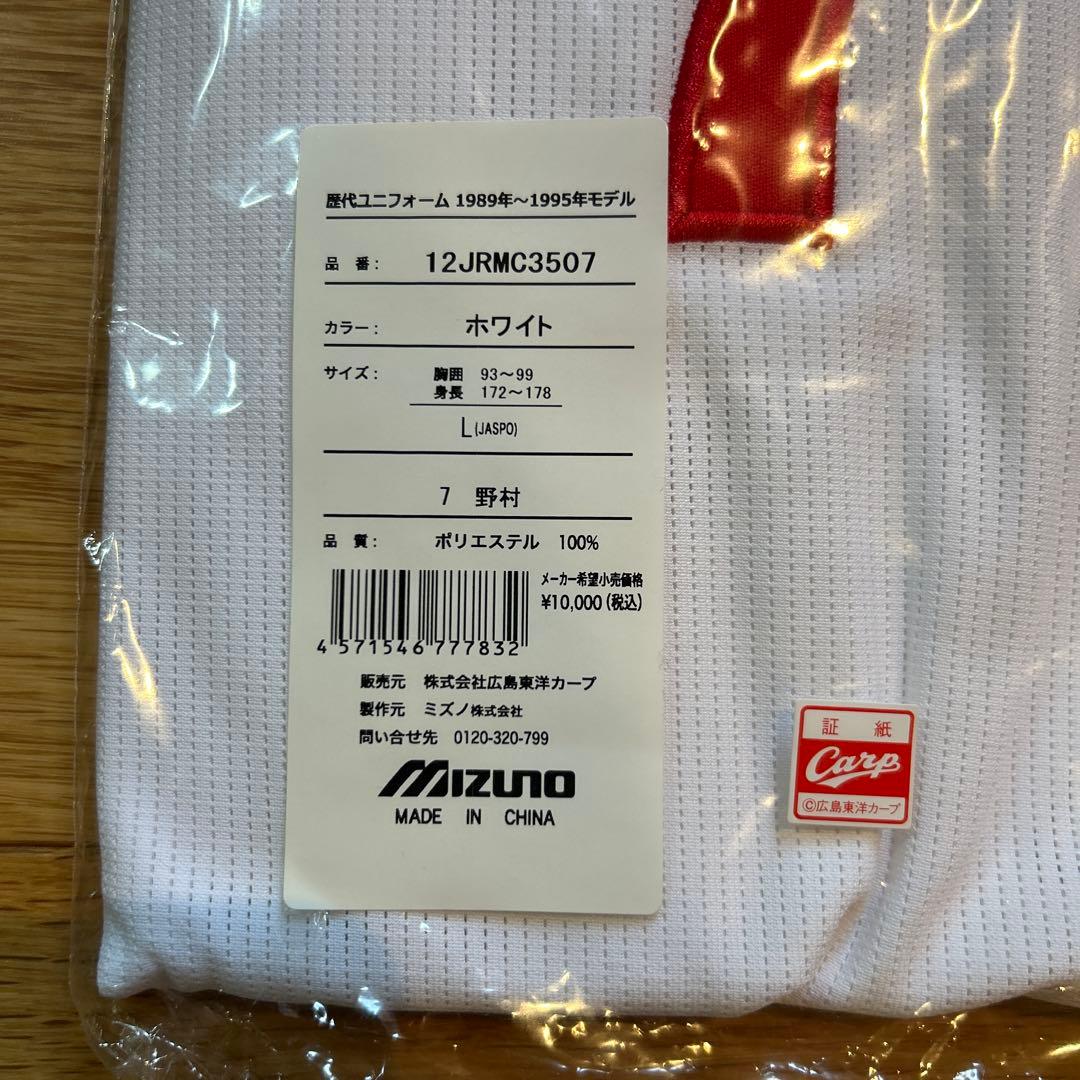 歴代ユニフォーム 1989年～1995年モデル
品 番： 12JRMC3507
カラー： ホワイト
サイズ： 胸囲 93～99
身長 172～178
L(JASPO)
7 野村
品 質： ポリエステル 100%
メーカー希望小売価格
¥10,000（税込）
4 571546 777832
販売元 株式会社広島東洋カープ
製作元 ミズノ株式会社
問い合せ先 0120-320-799
MIZUNO
MADE IN CHINA
証 紙
Carp
©広島東洋カープ